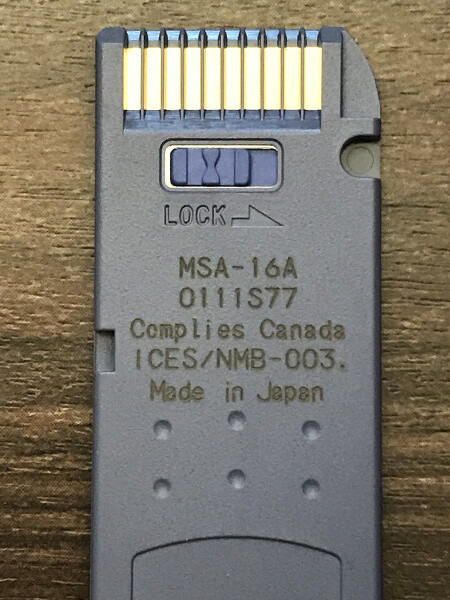 LOCK
MSA-16A
0111S77
Complies Canada
ICES/NMB-003.
Made in Japan